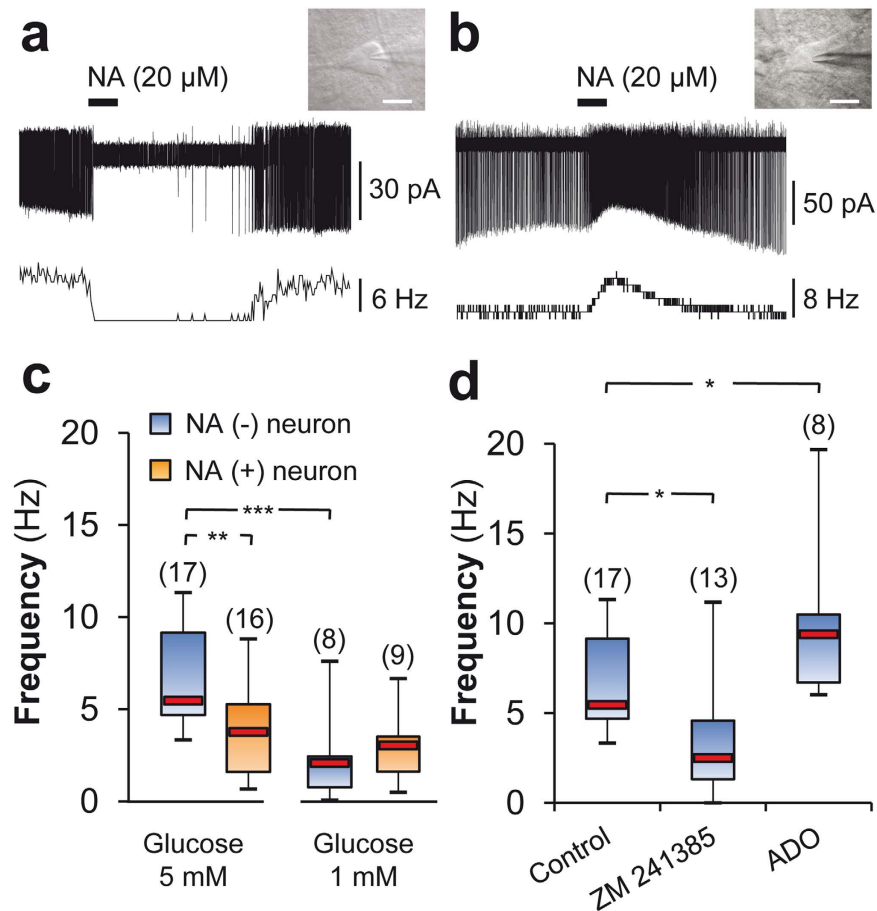 a
NA (20 µM)
30 pA
6 Hz
b
NA (20 µM)
50 pA
8 Hz
c
NA (-) neuron
NA (+) neuron
Frequency (Hz)
20
15
10
5
0
***
**
(17)
(16)
(8)
(9)
Glucose
5 mM
Glucose
1 mM
d
Frequency (Hz)
20
15
10
5
0
*
*
(17)
(13)
(8)
Control
ZM 241385
ADO